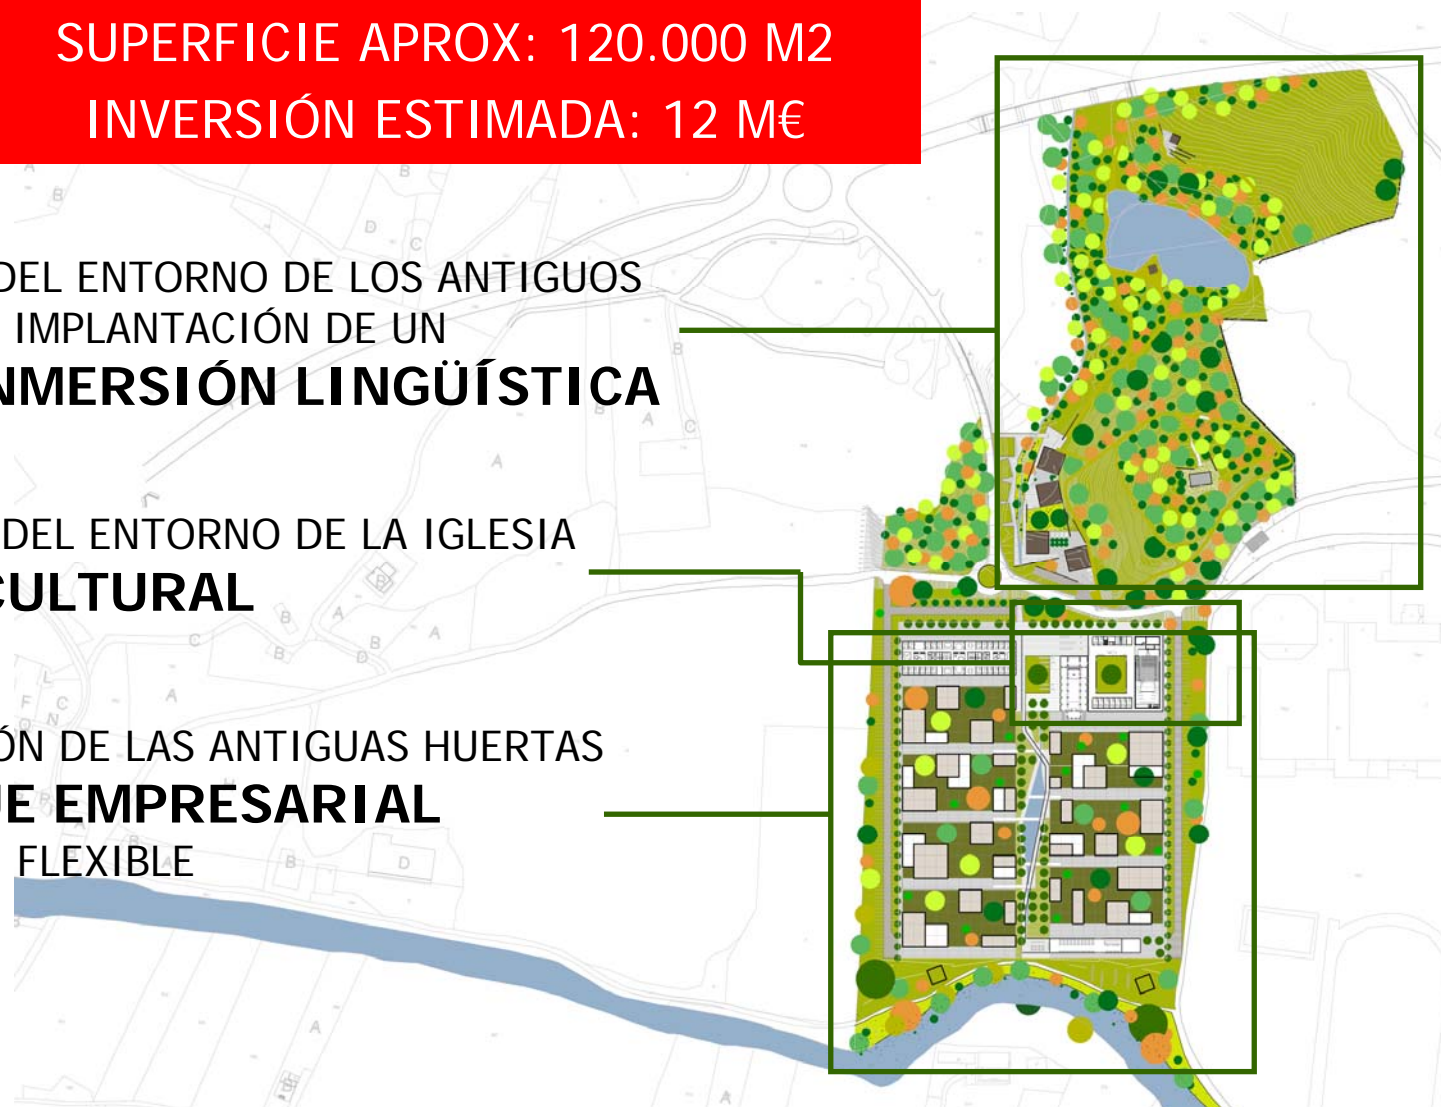 SUPERFICIE APROX: 120.000 M2
INVERSIÓN ESTIMADA: 12 M€
DEL ENTORNO DE LOS ANTIGUOS
IMPLANTACIÓN DE UN
NMERSIÓN LINGÜÍSTICA
DEL ENTORNO DE LA IGLESIA
CULTURAL
ÓN DE LAS ANTIGUAS HUERTAS
UE EMPRESARIAL
FLEXIBLE